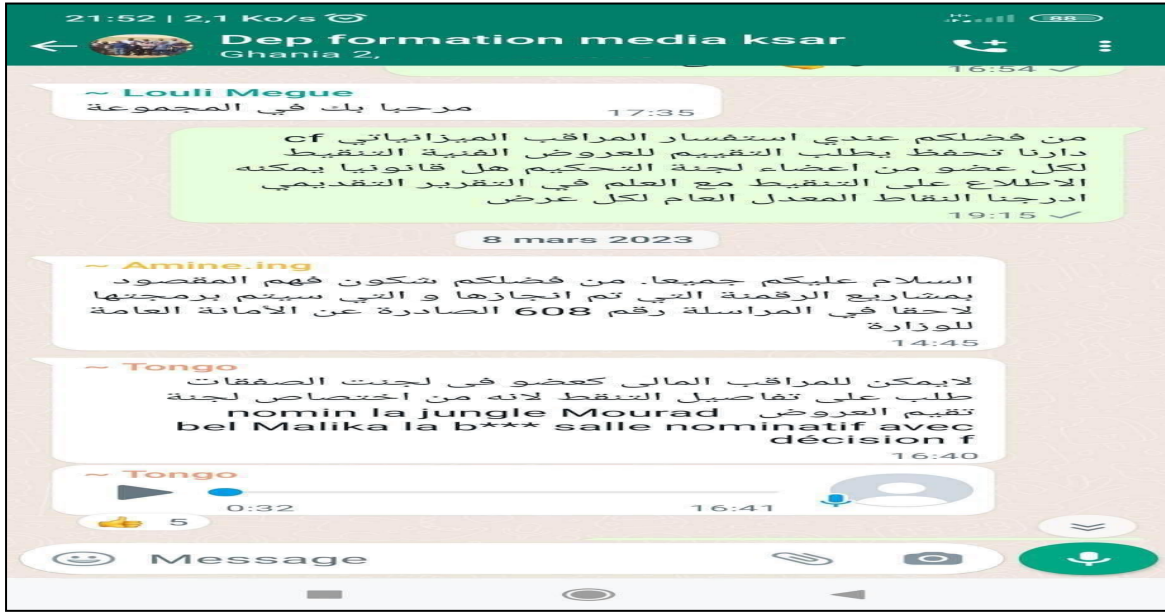 21:52 | 2,1 Ko/s
H+
88
Dep formation media ksar
Ghania 2,
16:54
~ Louli Megue
مرحبا بك في المجموعة
17:35
من فضلكم عندي استفسار المراقب الميزانياتي cf
دارنا تحفظ يطلب التقييم للعروض الفنية التنقيط
لكل عضو من اعضاء لجنة التحكيم هل قانونيا يمكنه
الاطلاع على التنقيط مع العلم في التقرير التقديمي
ادرجنا النقاط المعدل العام لكل عرض
19:15
8 mars 2023
~ Amine.ing
السلام عليكم جميعا. من فضلكم شكون فهم المقصود
بمشاريع الرقمنة التي تم انجازها و التي سيتم برمجتها
لاحقا في المراسلة رقم 608 الصادرة عن الأمانة العامة
للوزارة
14:45
~ Tongo
لايمكن للمراقب المالى كعضو فى لجنت الصفقات
طلب على تفاصيل التنقط لانه من اختصاص لجنة
تقيم العروض nomin la jungle Mourad
bel Malika la b*** salle nominatif avec
décision f
16:40
~ Tongo
0:32
16:41
5
Message